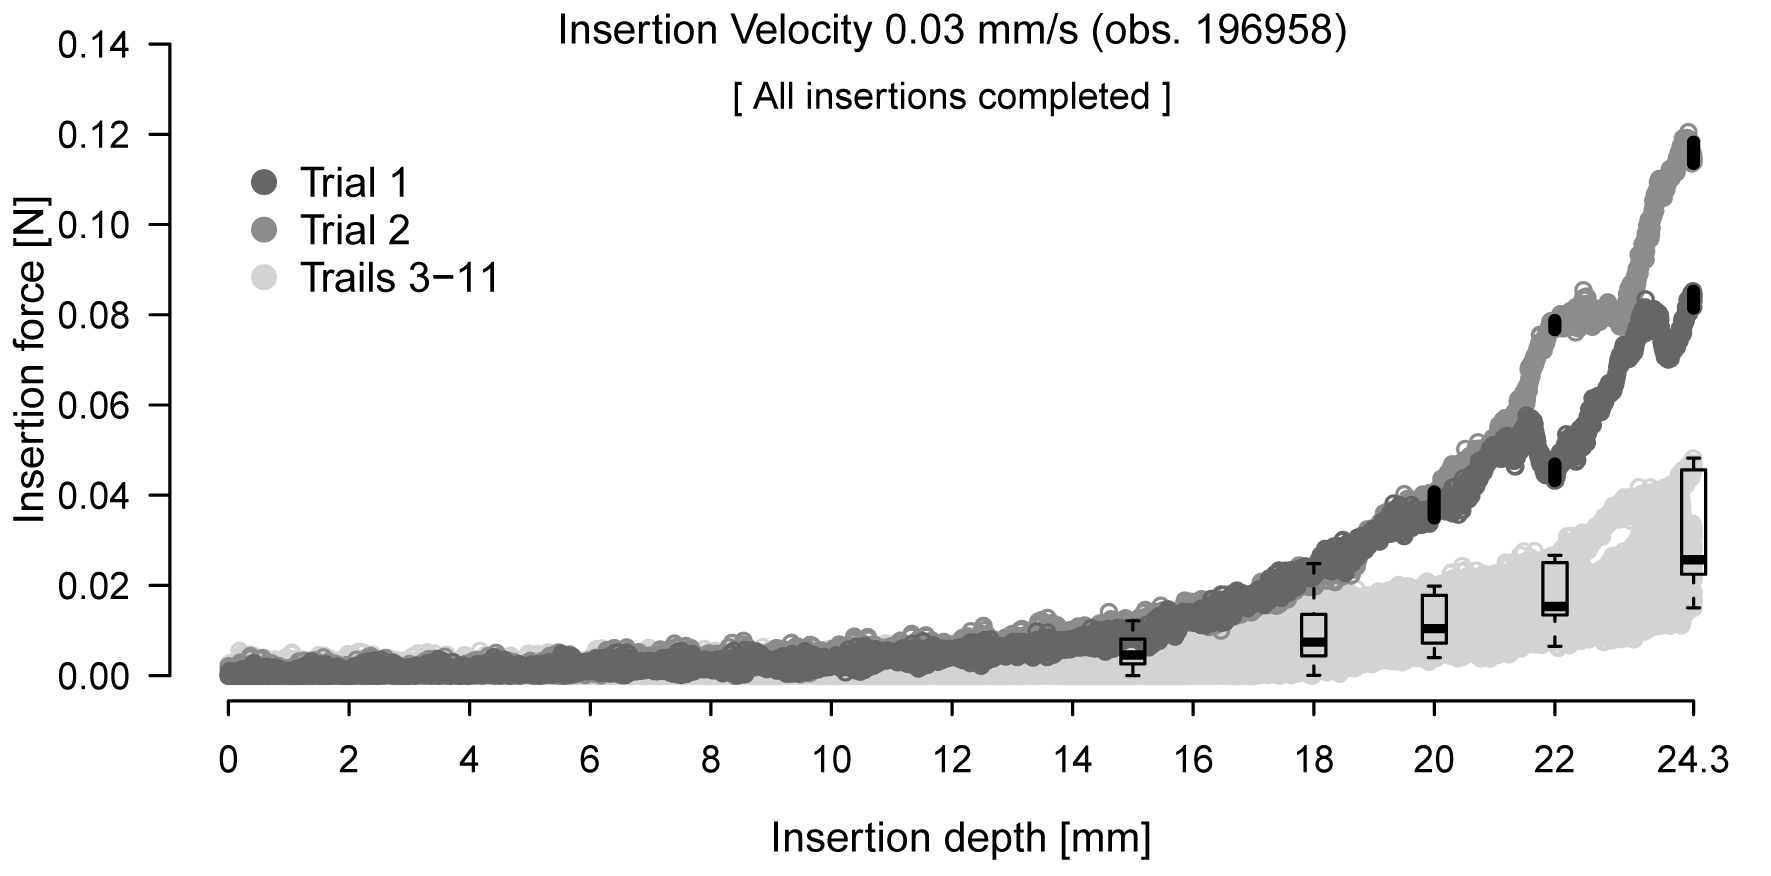 Insertion Velocity 0.03 mm/s (obs. 196958)
[ All insertions completed ]
Trial 1
Trial 2
Trails 3−11
Insertion force [N]
0.14
0.12
0.10
0.08
0.06
0.04
0.02
0.00
0 2 4 6 8 10 12 14 16 18 20 22 24.3
Insertion depth [mm]